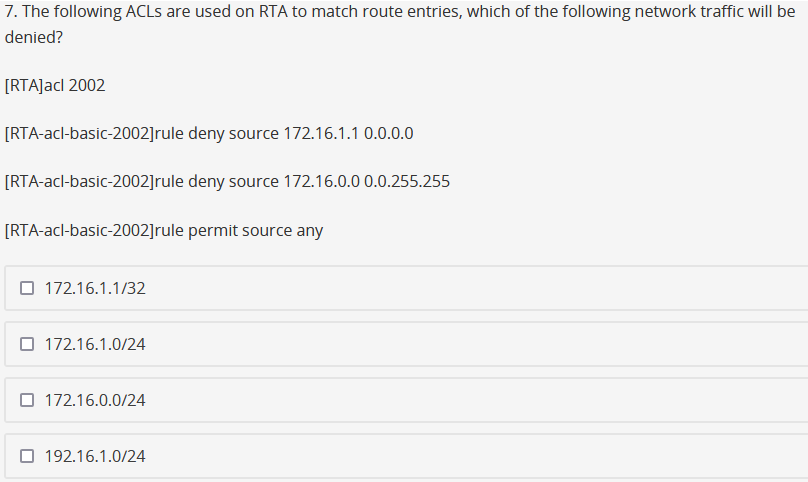 7. The following ACLs are used on RTA to match route entries, which of the following network traffic will be
denied?
[RTA]acl 2002
[RTA-acl-basic-2002]rule deny source 172.16.1.1 0.0.0.0
[RTA-acl-basic-2002]rule deny source 172.16.0.0 0.0.255.255
[RTA-acl-basic-2002]rule permit source any
172.16.1.1/32
172.16.1.0/24
172.16.0.0/24
192.16.1.0/24